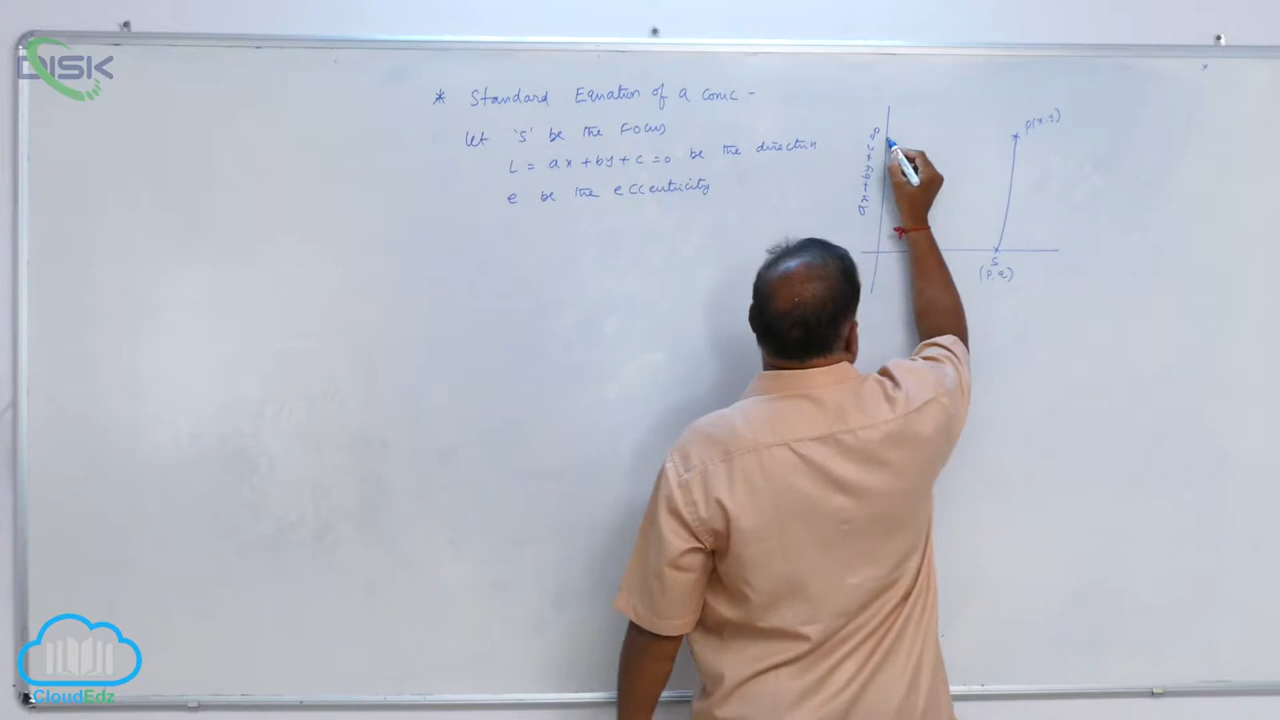 DISK
* Standard Equation of a conic -
Let 'S' be the Focus
L = ax + by + c = 0 be the directrix
e be the eccentricity
P(x, y)
ax + by + c = 0
S
(p, q)
CloudEdz